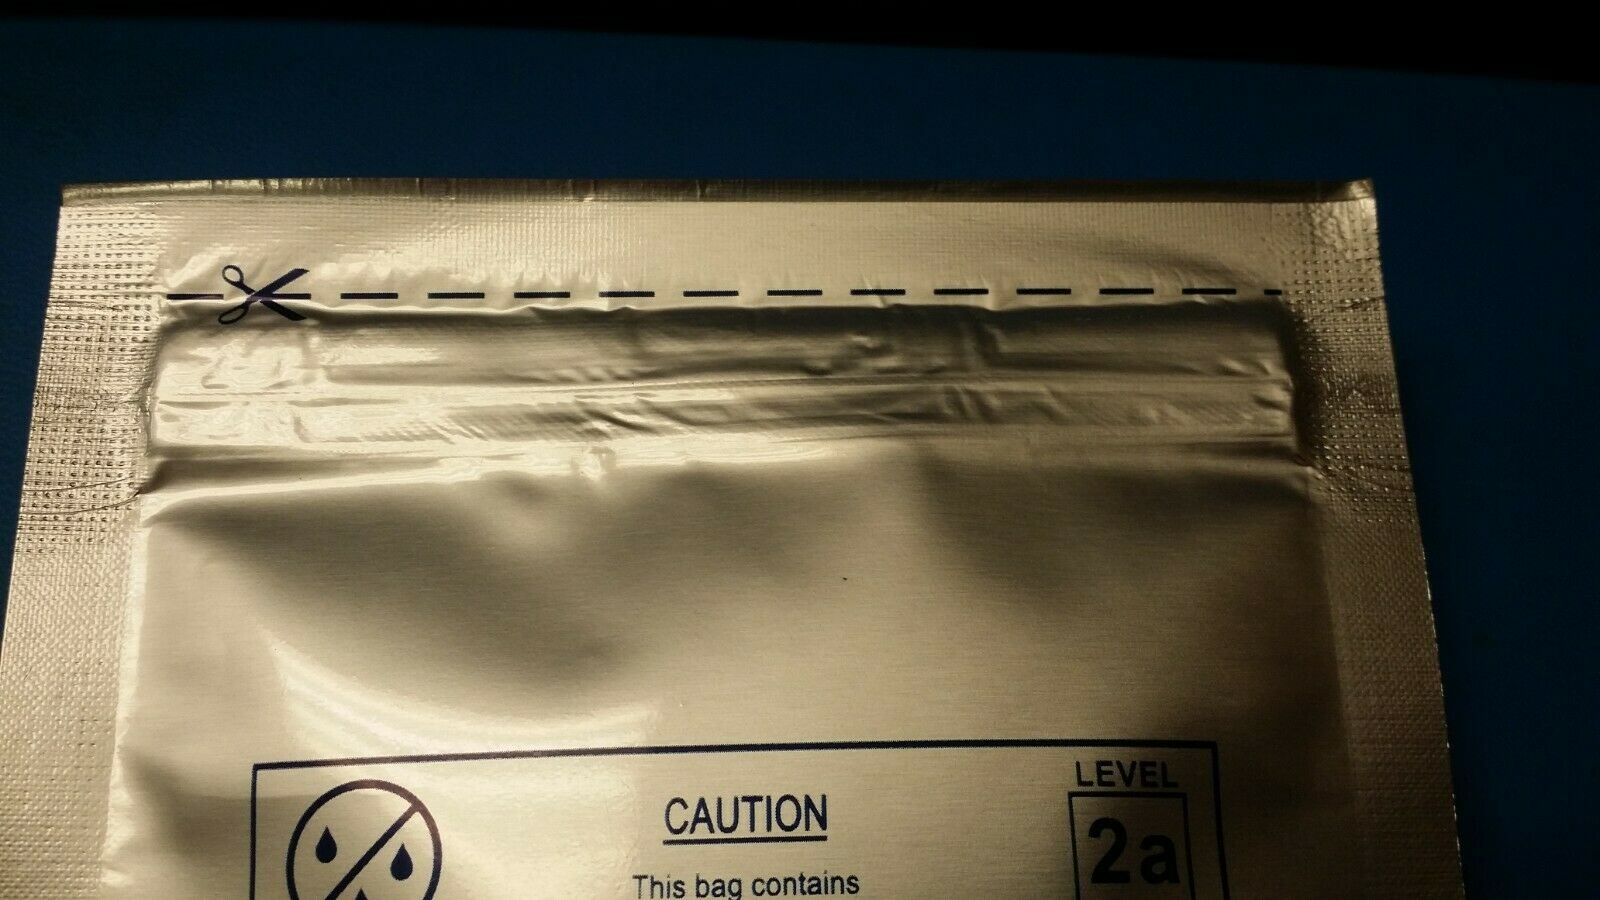 LEVEL
CAUTION
2a
This bag contains